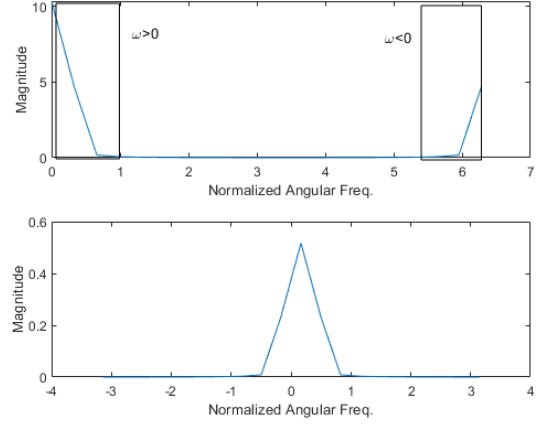 10
5
0
Magnitude
ω>0
ω<0
0 1 2 3 4 5 6 7
Normalized Angular Freq.
0.6
0.4
0.2
0
Magnitude
-4 -3 -2 -1 0 1 2 3 4
Normalized Angular Freq.